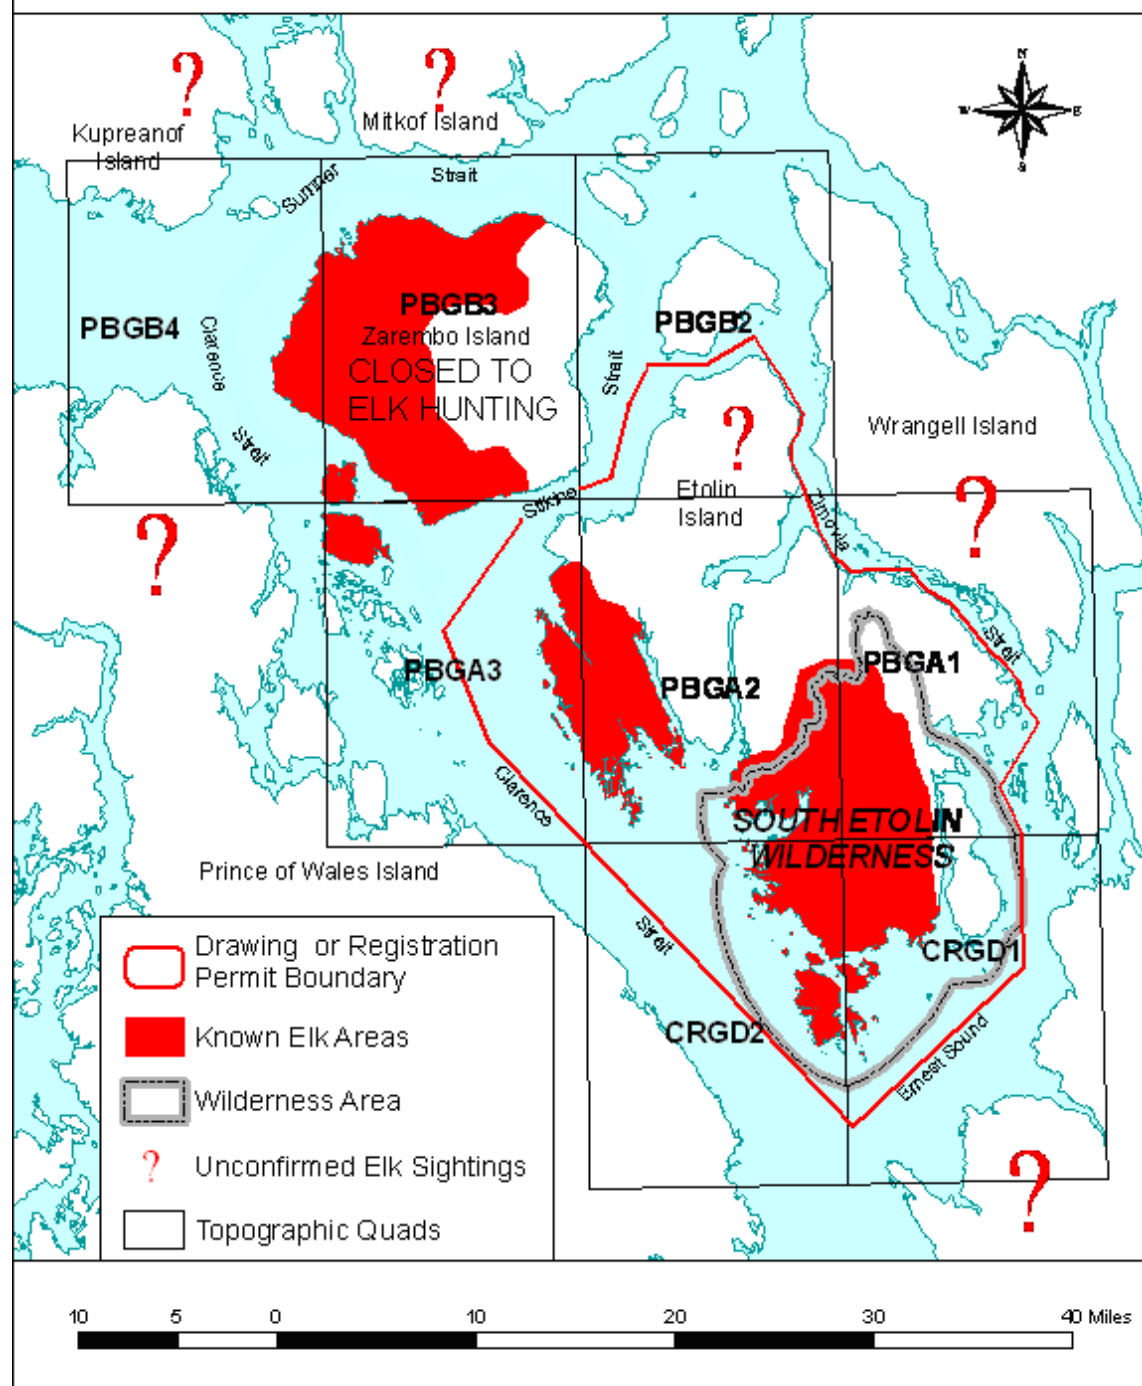 N
W
E
S
Kupreanof
Island
Mitkof Island
Sumner
Strait
PBGB4
Clarence
Strait
PBGB3
Zarembo Island
CLOSED TO
ELK HUNTING
PBGB2
Strait
Stikine
Wrangell Island
Etolin
Island
Zimovia
Strait
PBGA3
PBGA2
PBGA1
Clarence
Strait
SOUTH ETOLIN
WILDERNESS
Prince of Wales Island
CRGD1
CRGD2
Ernest Sound
Drawing or Registration
Permit Boundary
Known Elk Areas
Wilderness Area
? Unconfirmed Elk Sightings
Topographic Quads
?
?
?
?
?
?
10 5 0 10 20 30 40 Miles